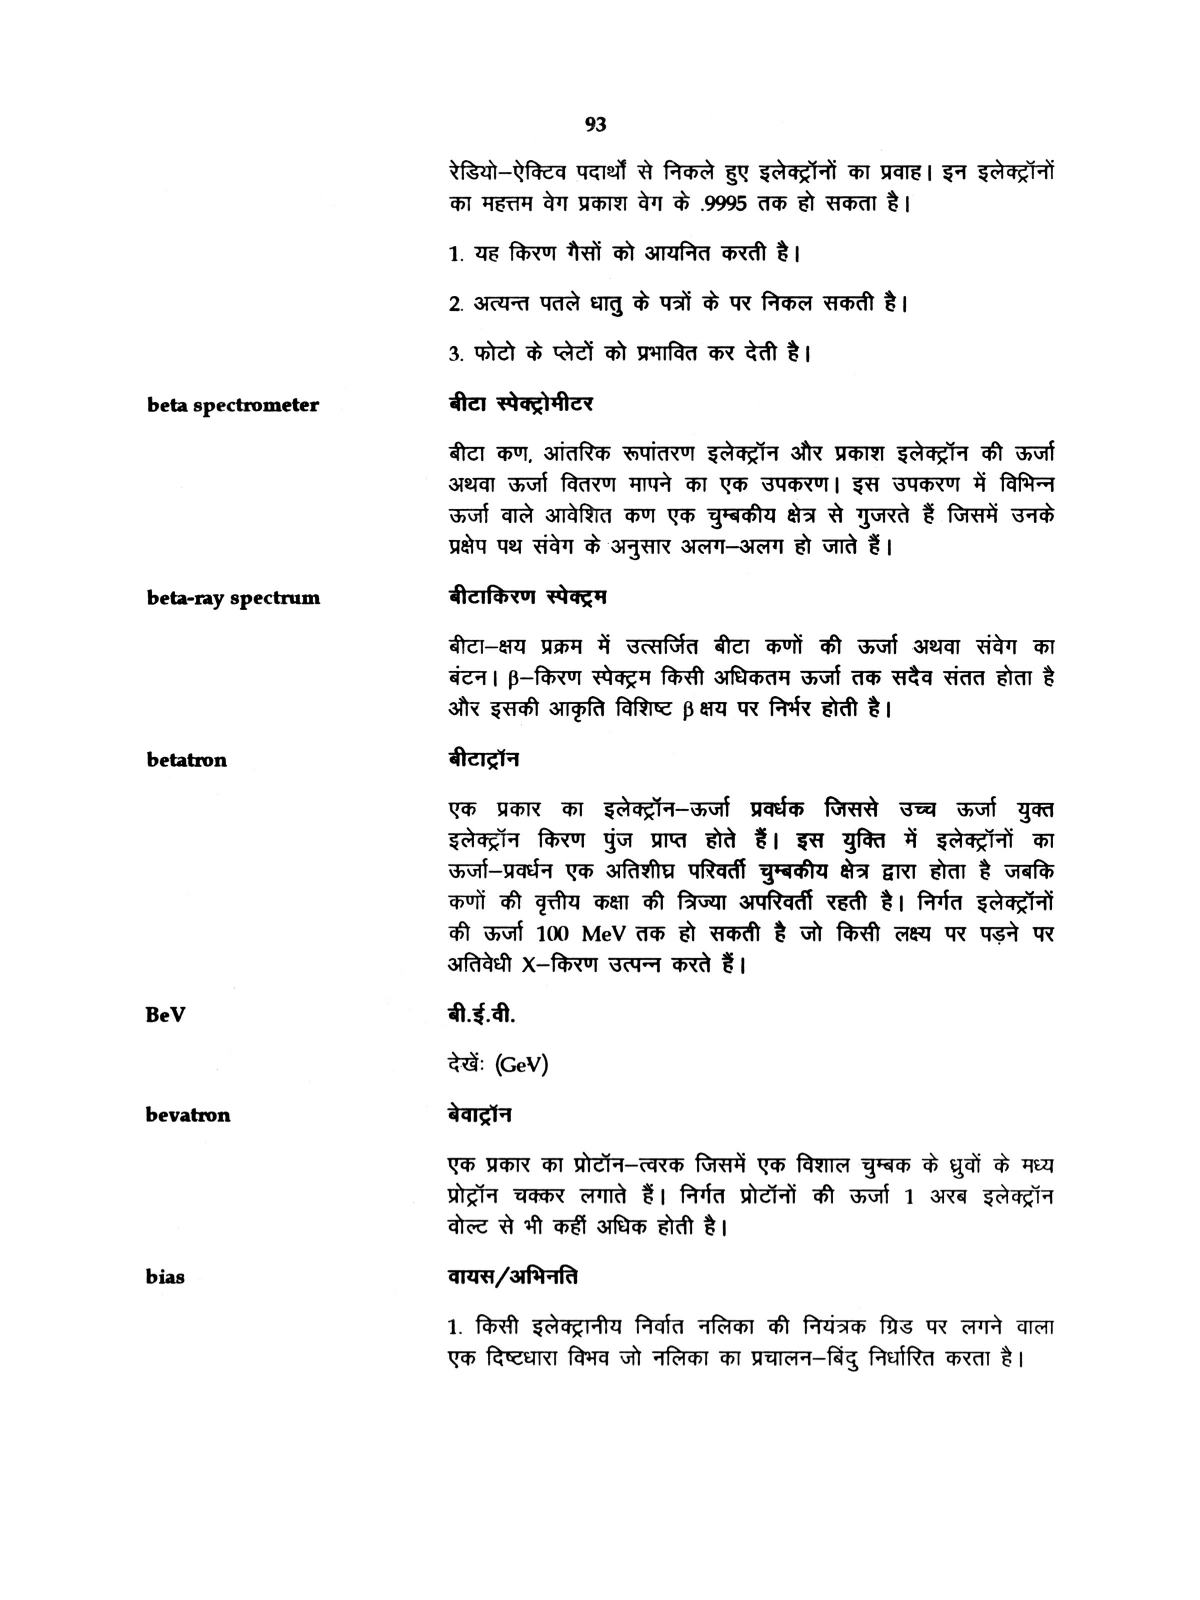 93
रेडियो–ऐक्टिव पदार्थों से निकले हुए इलेक्ट्रॉनों का प्रवाह। इन इलेक्ट्रॉनों
का महत्तम वेग प्रकाश वेग के .9995 तक हो सकता है।
1. यह किरण गैसों को आयनित करती है।
2. अत्यन्त पतले धातु के पत्रों के पर निकल सकती है।
3. फोटो के प्लेटों को प्रभावित कर देती है।
beta spectrometer बीटा स्पेक्ट्रोमीटर
बीटा कण, आंतरिक रूपांतरण इलेक्ट्रॉन और प्रकाश इलेक्ट्रॉन की ऊर्जा
अथवा ऊर्जा वितरण मापने का एक उपकरण। इस उपकरण में विभिन्न
ऊर्जा वाले आवेशित कण एक चुम्बकीय क्षेत्र से गुजरते हैं जिसमें उनके
प्रक्षेप पथ संवेग के अनुसार अलग–अलग हो जाते हैं।
beta-ray spectrum बीटाकिरण स्पेक्ट्रम
बीटा–क्षय प्रक्रम में उत्सर्जित बीटा कणों की ऊर्जा अथवा संवेग का
बंटन। β–किरण स्पेक्ट्रम किसी अधिकतम ऊर्जा तक सदैव संतत होता है
और इसकी आकृति विशिष्ट β क्षय पर निर्भर होती है।
betatron बीटाट्रॉन
एक प्रकार का इलेक्ट्रॉन–ऊर्जा प्रवर्धक जिससे उच्च ऊर्जा युक्त
इलेक्ट्रॉन किरण पुंज प्राप्त होते हैं। इस युक्ति में इलेक्ट्रॉनों का
ऊर्जा–प्रवर्धन एक अतिशीघ्र परिवर्ती चुम्बकीय क्षेत्र द्वारा होता है जबकि
कणों की वृत्तीय कक्षा की त्रिज्या अपरिवर्ती रहती है। निर्गत इलेक्ट्रॉनों
की ऊर्जा 100 MeV तक हो सकती है जो किसी लक्ष्य पर पड़ने पर
अतिवेधी X–किरण उत्पन्न करते हैं।
BeV बी.ई.वी.
देखें: (GeV)
bevatron बेवाट्रॉन
एक प्रकार का प्रोटॉन–त्वरक जिसमें एक विशाल चुम्बक के ध्रुवों के मध्य
प्रोट्रॉन चक्कर लगाते हैं। निर्गत प्रोटॉनों की ऊर्जा 1 अरब इलेक्ट्रॉन
वोल्ट से भी कहीं अधिक होती है।
bias वायस/अभिनति
1. किसी इलेक्ट्रानीय निर्वात नलिका की नियंत्रक ग्रिड पर लगने वाला
एक दिष्टधारा विभव जो नलिका का प्रचालन–बिंदु निर्धारित करता है।